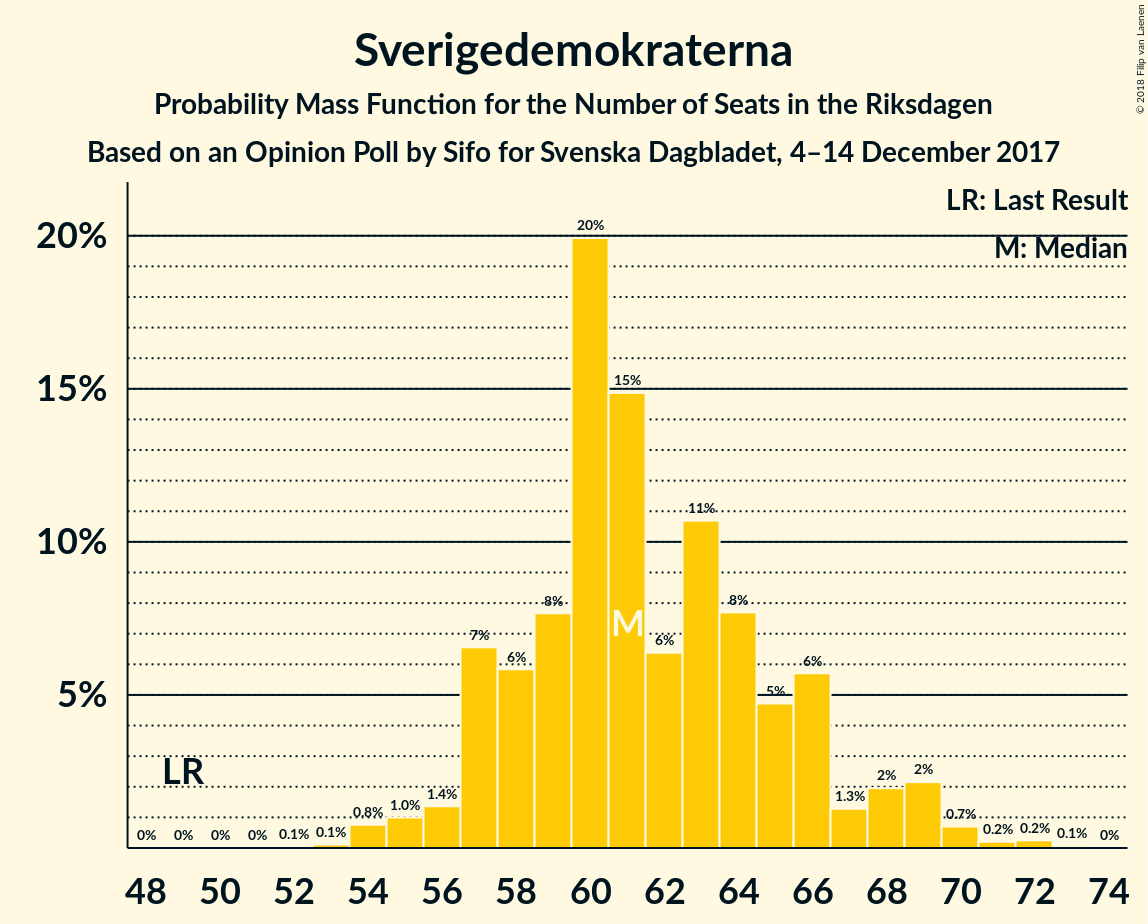 Sverigedemokraterna
Probability Mass Function for the Number of Seats in the Riksdagen
Based on an Opinion Poll by Sifo for Svenska Dagbladet, 4–14 December 2017
© 2018 Filip van Laenen
LR: Last Result
M: Median
20%
15%
10%
5%
0% 0% 0% 0% 0.1% 0.1% 0.8% 1.0% 1.4% 7% 6% 8% 20% 15% 6% 11% 8% 5% 6% 1.3% 2% 2% 0.7% 0.2% 0.2% 0.1% 0%
LR
M
48 50 52 54 56 58 60 62 64 66 68 70 72 74